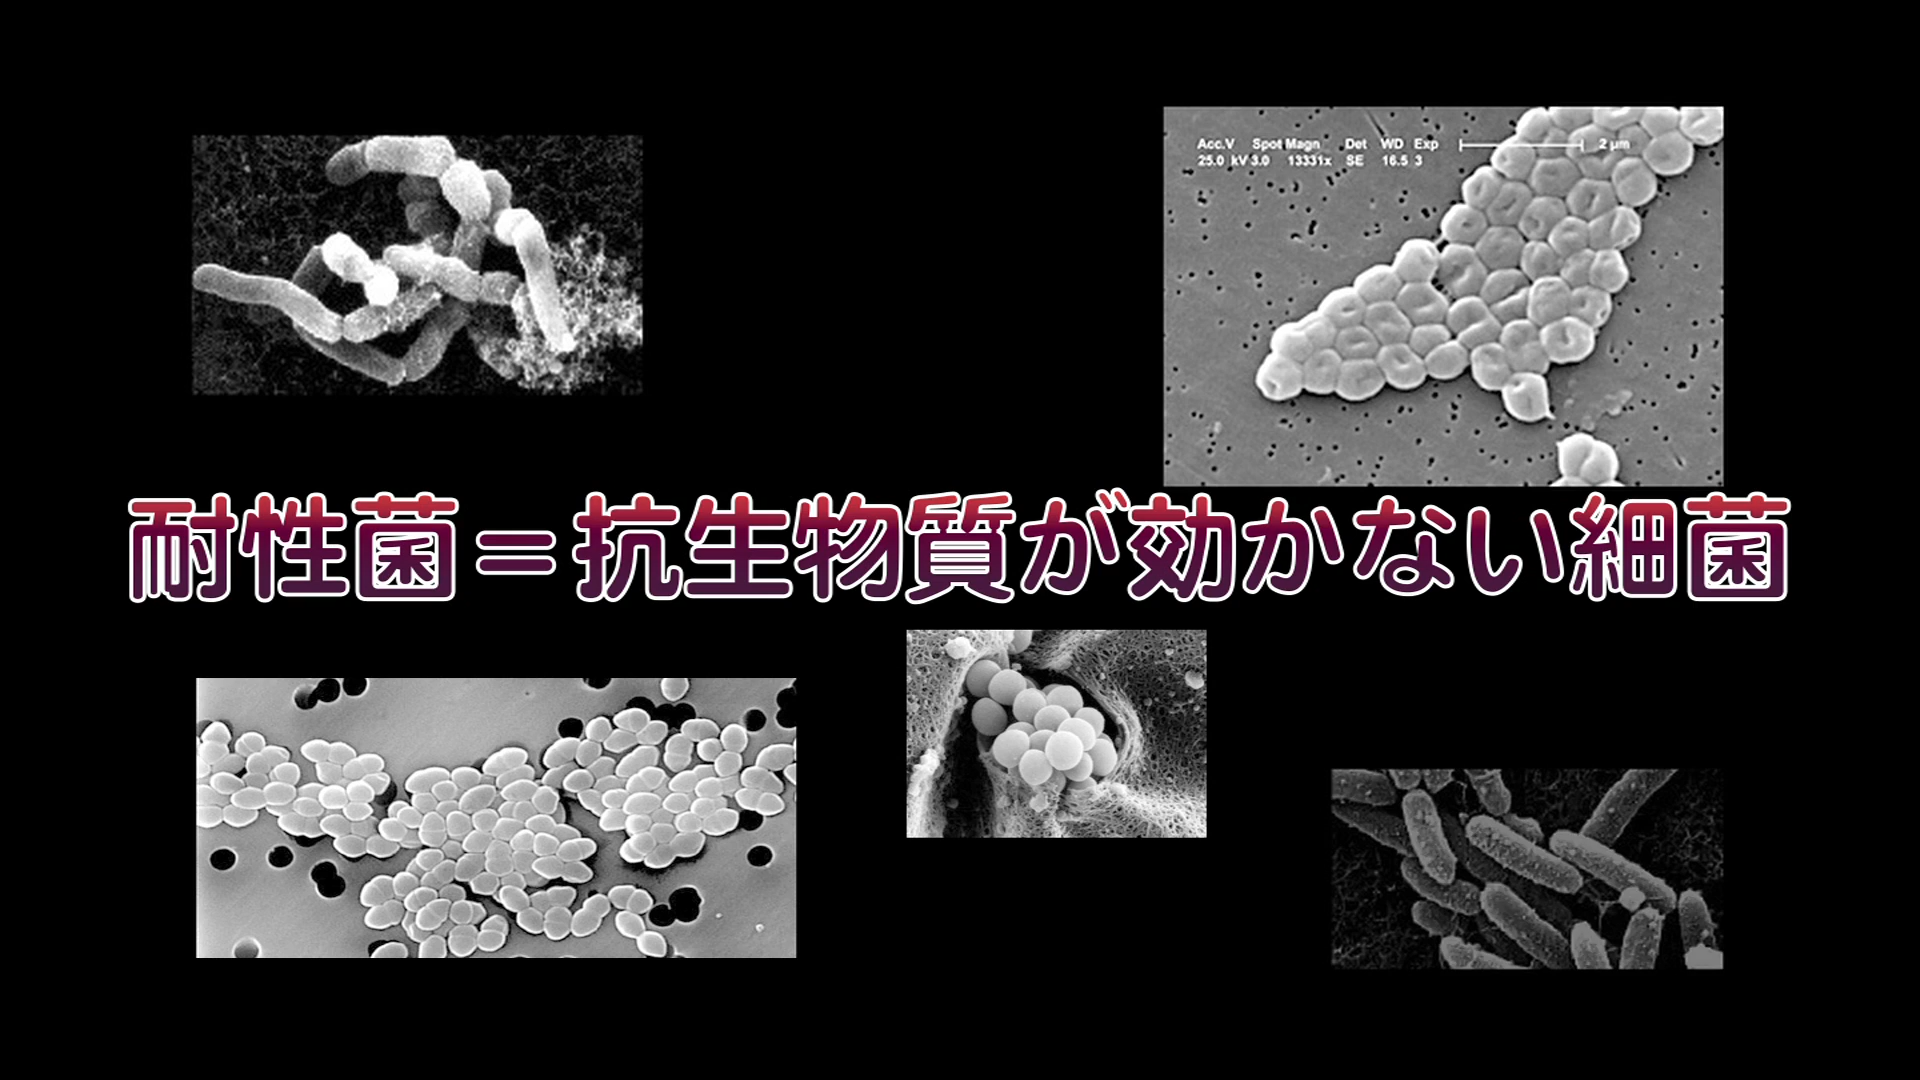 Acc.V Spot Magn Det WD Exp 2 µm
25.0 kV 3.0 13331x SE 16.5 3
耐性菌＝抗生物質が効かない細菌